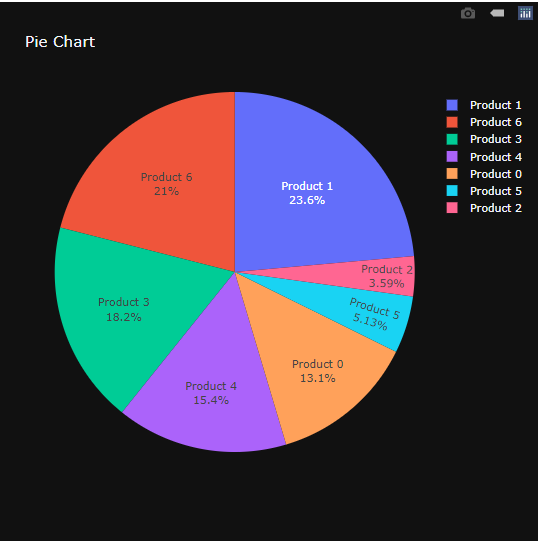 Pie Chart
Product 1
Product 6
Product 3
Product 4
Product 0
Product 5
Product 2
Product 6
21%
Product 1
23.6%
Product 2
3.59%
Product 5
5.13%
Product 3
18.2%
Product 0
13.1%
Product 4
15.4%